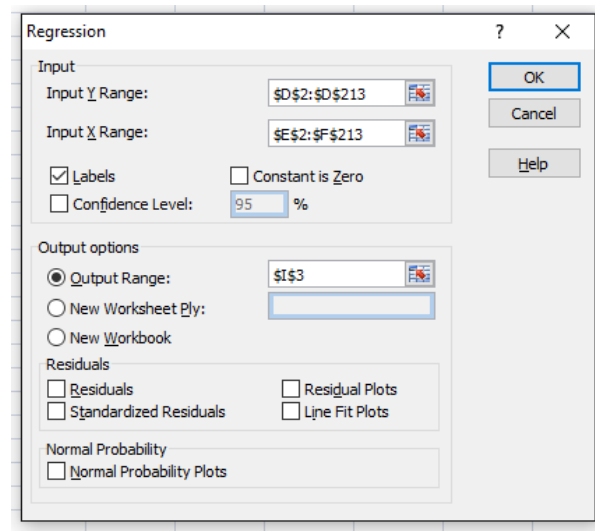 Regression ? X
Input
Input Y Range: $D$2:$D$213
Input X Range: $E$2:$F$213
Labels Constant is Zero
Confidence Level: 95 %
OK
Cancel
Help
Output options
Output Range: $I$3
New Worksheet Ply:
New Workbook
Residuals
Residuals Residual Plots
Standardized Residuals Line Fit Plots
Normal Probability
Normal Probability Plots